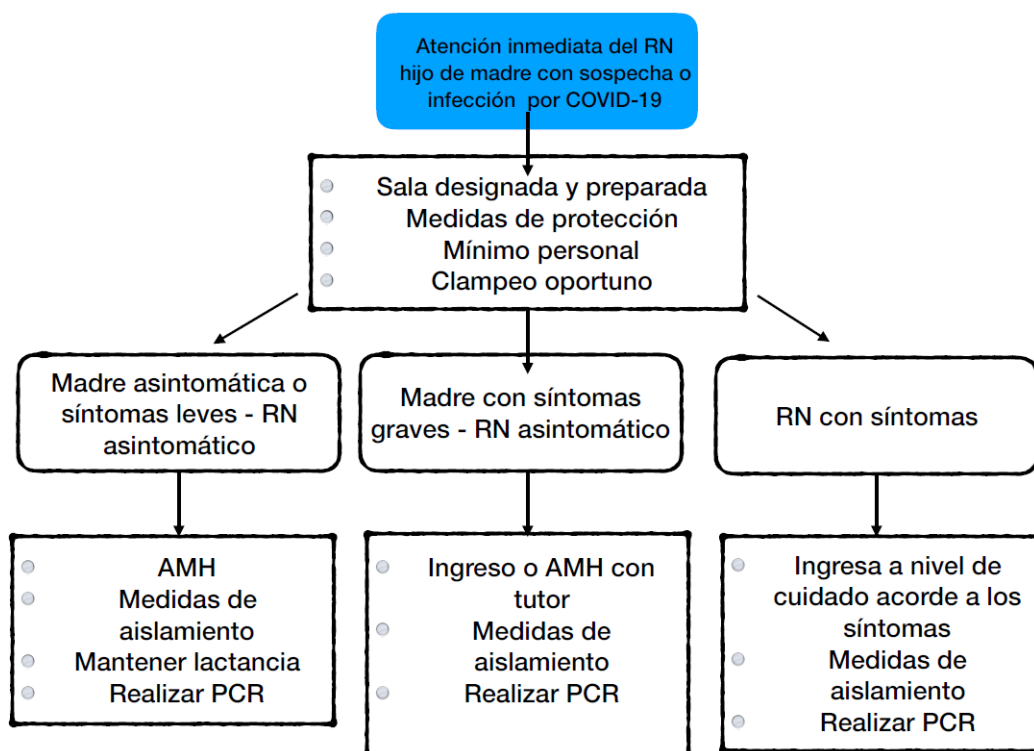 Atención inmediata del RN
hijo de madre con sospecha o
infección por COVID-19
Sala designada y preparada
Medidas de protección
Mínimo personal
Clampeo oportuno
Madre asintomática o
síntomas leves - RN
asintomático
Madre con síntomas
graves - RN asintomático
RN con síntomas
AMH
Medidas de
aislamiento
Mantener lactancia
Realizar PCR
Ingreso o AMH con
tutor
Medidas de
aislamiento
Realizar PCR
Ingresa a nivel de
cuidado acorde a los
síntomas
Medidas de
aislamiento
Realizar PCR